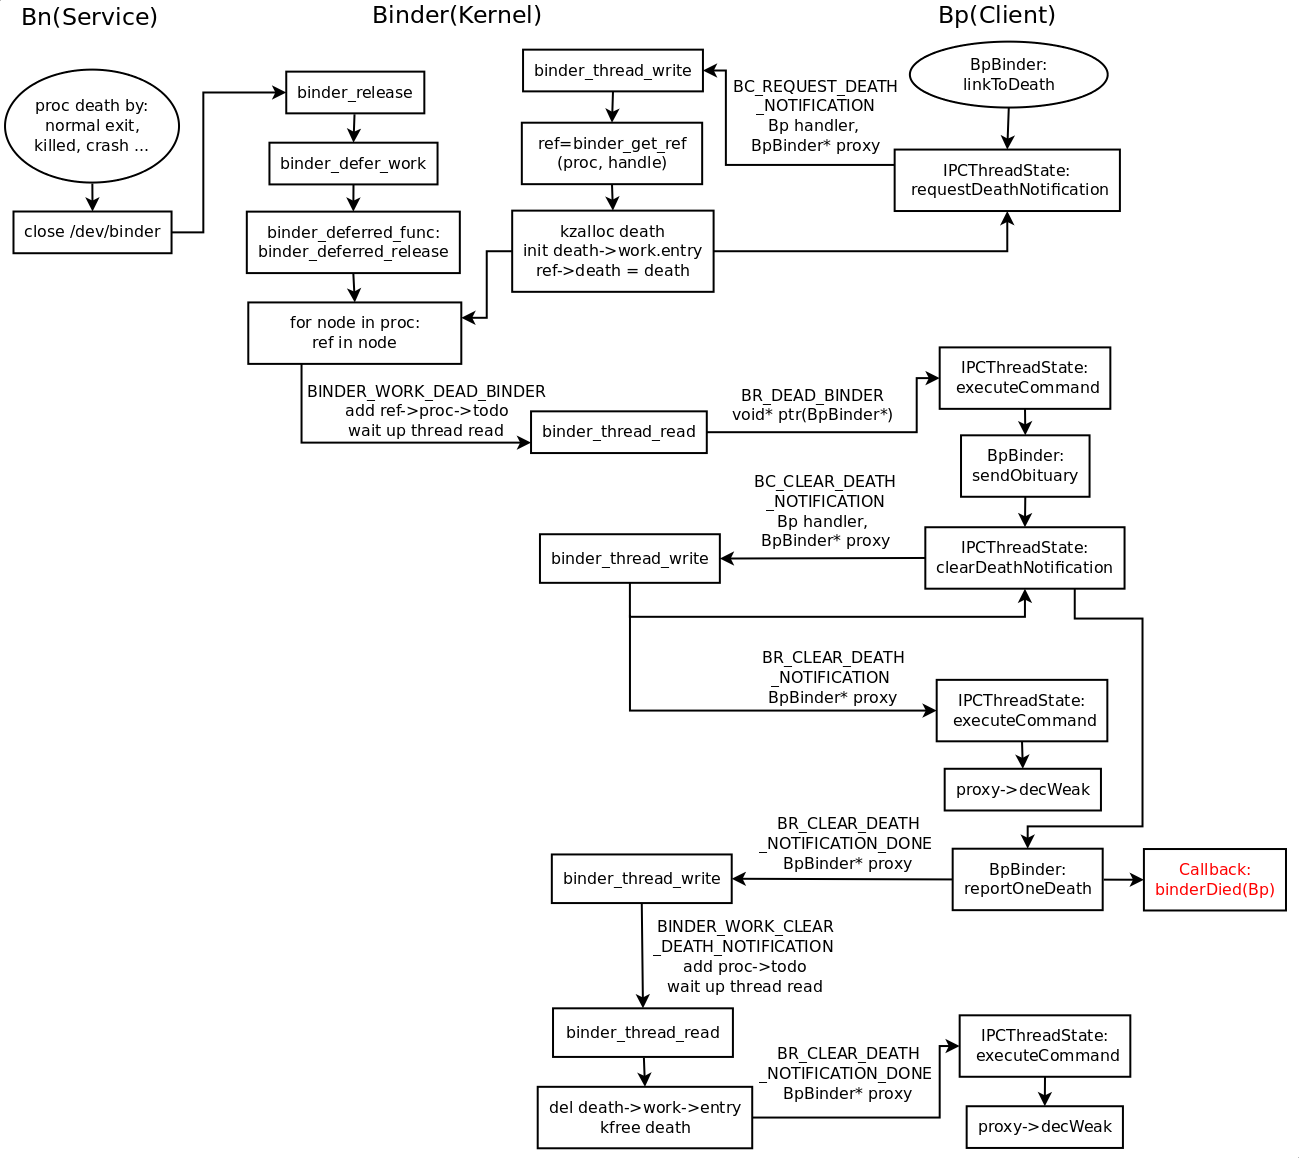 Bn(Service)
Binder(Kernel)
Bp(Client)
proc death by:
normal exit,
killed, crash ...
close /dev/binder
binder_release
binder_defer_work
binder_deferred_func:
binder_deferred_release
for node in proc:
ref in node
binder_thread_write
ref=binder_get_ref
(proc, handle)
kzalloc death
init death->work.entry
ref->death = death
BC_REQUEST_DEATH
_NOTIFICATION
Bp handler,
BpBinder* proxy
BpBinder:
linkToDeath
IPCThreadState:
requestDeathNotification
BINDER_WORK_DEAD_BINDER
add ref->proc->todo
wait up thread read
binder_thread_read
BR_DEAD_BINDER
void* ptr(BpBinder*)
IPCThreadState:
executeCommand
BpBinder:
sendObituary
BC_CLEAR_DEATH
_NOTIFICATION
Bp handler,
BpBinder* proxy
IPCThreadState:
clearDeathNotification
binder_thread_write
BR_CLEAR_DEATH
_NOTIFICATION
BpBinder* proxy
IPCThreadState:
executeCommand
proxy->decWeak
BR_CLEAR_DEATH
_NOTIFICATION_DONE
BpBinder* proxy
BpBinder:
reportOneDeath
Callback:
binderDied(Bp)
binder_thread_write
BINDER_WORK_CLEAR
_DEATH_NOTIFICATION
add proc->todo
wait up thread read
binder_thread_read
del death->work->entry
kfree death
BR_CLEAR_DEATH
_NOTIFICATION_DONE
BpBinder* proxy
IPCThreadState:
executeCommand
proxy->decWeak